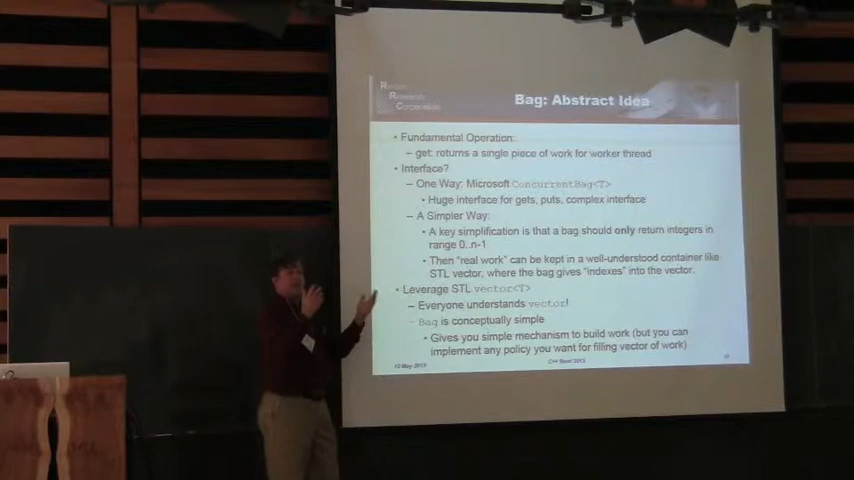 Research
Corporation
Bag: Abstract Idea
• Fundamental Operation:
– get: returns a single piece of work for worker thread
• Interface?
– One Way: Microsoft ConcurrentBag<T>
• Huge interface for gets, puts, complex interface
– A Simpler Way:
• A key simplification is that a bag should only return integers in
range 0..n-1
• Then "real work" can be kept in a well-understood container like
STL vector, where the bag gives "indexes" into the vector.
• Leverage STL vector<T>
– Everyone understands vector!
– Bag is conceptually simple
• Gives you simple mechanism to build work (but you can
implement any policy you want for filling vector of work)